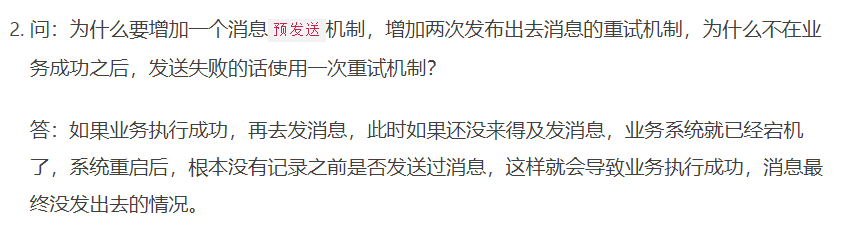 2. 问：为什么要增加一个消息预发送机制，增加两次发布出去消息的重试机制，为什么不在业
务成功之后，发送失败的话使用一次重试机制？
答：如果业务执行成功，再去发消息，此时如果还没来得及发消息，业务系统就已经宕机
了，系统重启后，根本没有记录之前是否发送过消息，这样就会导致业务执行成功，消息最
终没发出去的情况。